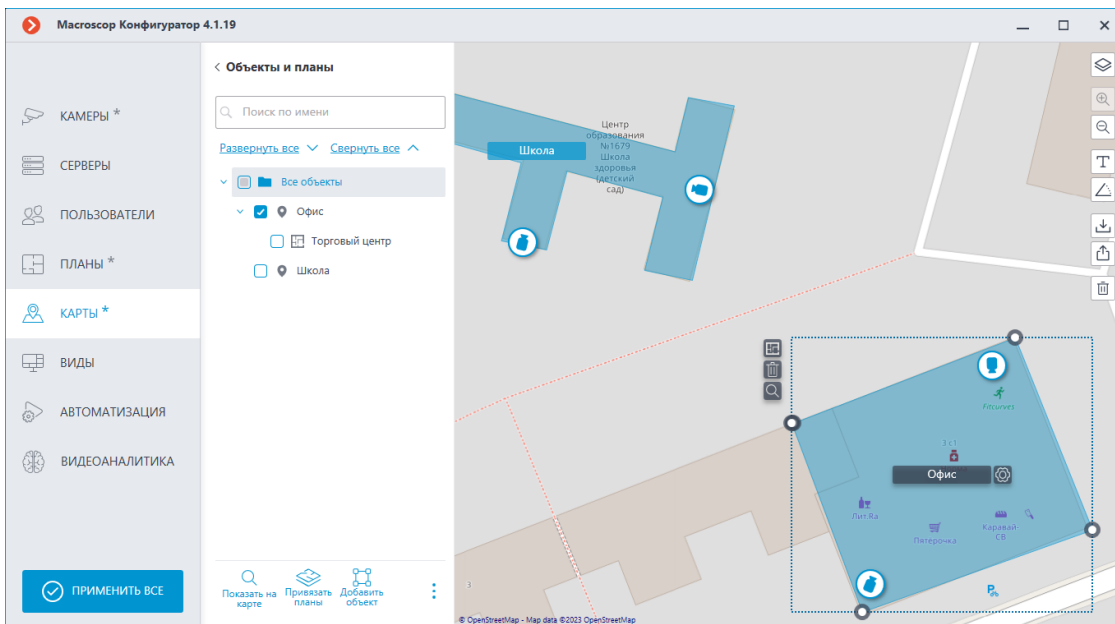 Macroscop Конфигуратор 4.1.19
КАМЕРЫ *
СЕРВЕРЫ
ПОЛЬЗОВАТЕЛИ
ПЛАНЫ *
КАРТЫ *
ВИДЫ
АВТОМАТИЗАЦИЯ
ВИДЕОАНАЛИТИКА
ПРИМЕНИТЬ ВСЕ
Объекты и планы
Поиск по имени
Развернуть все Свернуть все
Все объекты
Офис
Торговый центр
Школа
Показать на
карте
Привязать
планы
Добавить
объект
Школа
Центр
образования
№1679
Школа
здоровья
(детский
сад)
Fitcurves
3 с1
Офис
Лит.Ra
Пятёрочка
Каравай-
СВ
3
© OpenStreetMap - Map data ©2023 OpenStreetMap